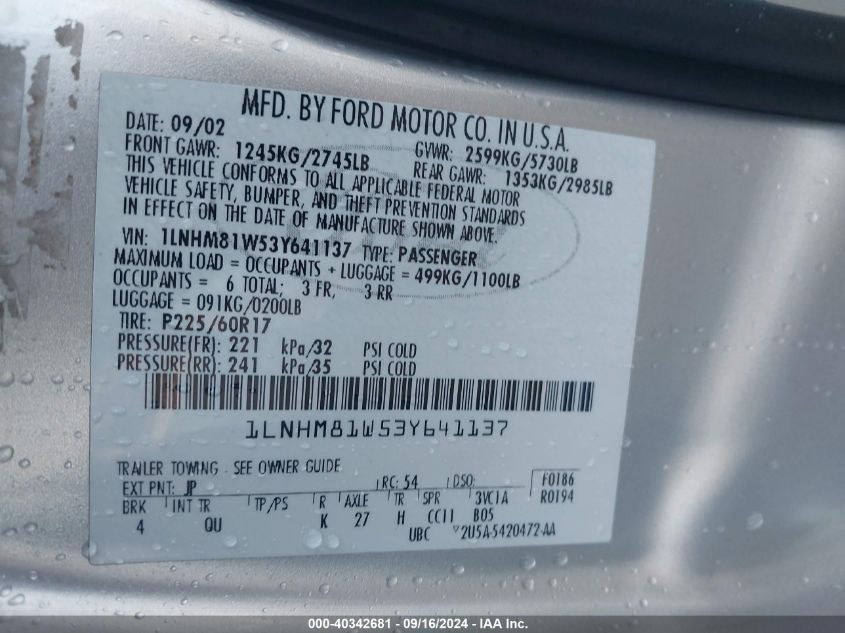 MFD. BY FORD MOTOR CO. IN U.S.A.
DATE: 09/02 GVWR: 2599KG/5730LB
FRONT GAWR: 1245KG/2745LB REAR GAWR: 1353KG/2985LB
THIS VEHICLE CONFORMS TO ALL APPLICABLE FEDERAL MOTOR
VEHICLE SAFETY, BUMPER, AND THEFT PREVENTION STANDARDS
IN EFFECT ON THE DATE OF MANUFACTURE SHOWN ABOVE.
VIN: 1LNHM81W53Y641137 TYPE: PASSENGER
MAXIMUM LOAD = OCCUPANTS + LUGGAGE = 499KG/1100LB
OCCUPANTS = 6 TOTAL; 3 FR, 3 RR
LUGGAGE = 091KG/0200LB
TIRE: P225/60R17
PRESSURE(FR): 221 kPa/32 PSI COLD
PRESSURE(RR): 241 kPa/35 PSI COLD
1LNHM81W53Y641137
TRAILER TOWING - SEE OWNER GUIDE
EXT PNT: JP RC: 54 DSO: F0186
R0194
BRK INT TR TP/PS R AXLE TR SPR 3VC1A
4 QU K 27 H CC11 B05
UBC ▽2U5A-5420472-AA
000-40342681 - 09/16/2024 - IAA Inc.